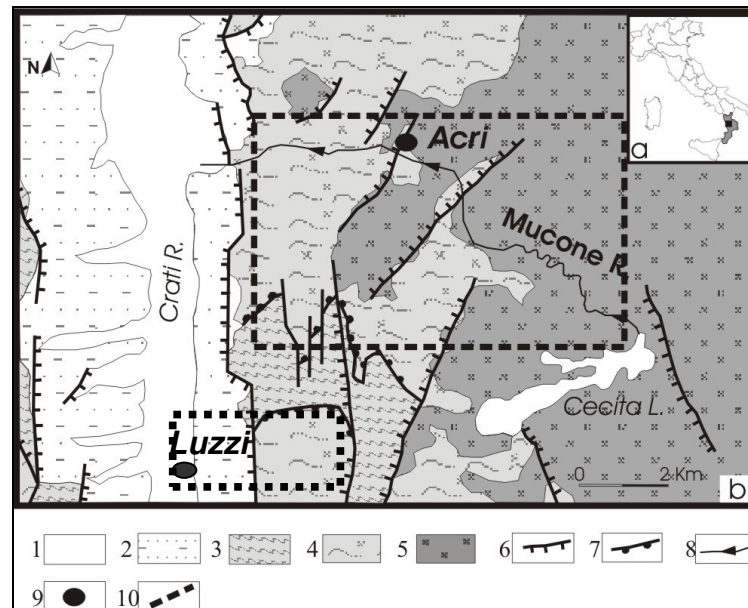 N
a
Acri
Mucone R.
Crati R.
Cecita L.
Luzzi
0 2 Km
b
1 2 3 4 5 6 7 8
9 10